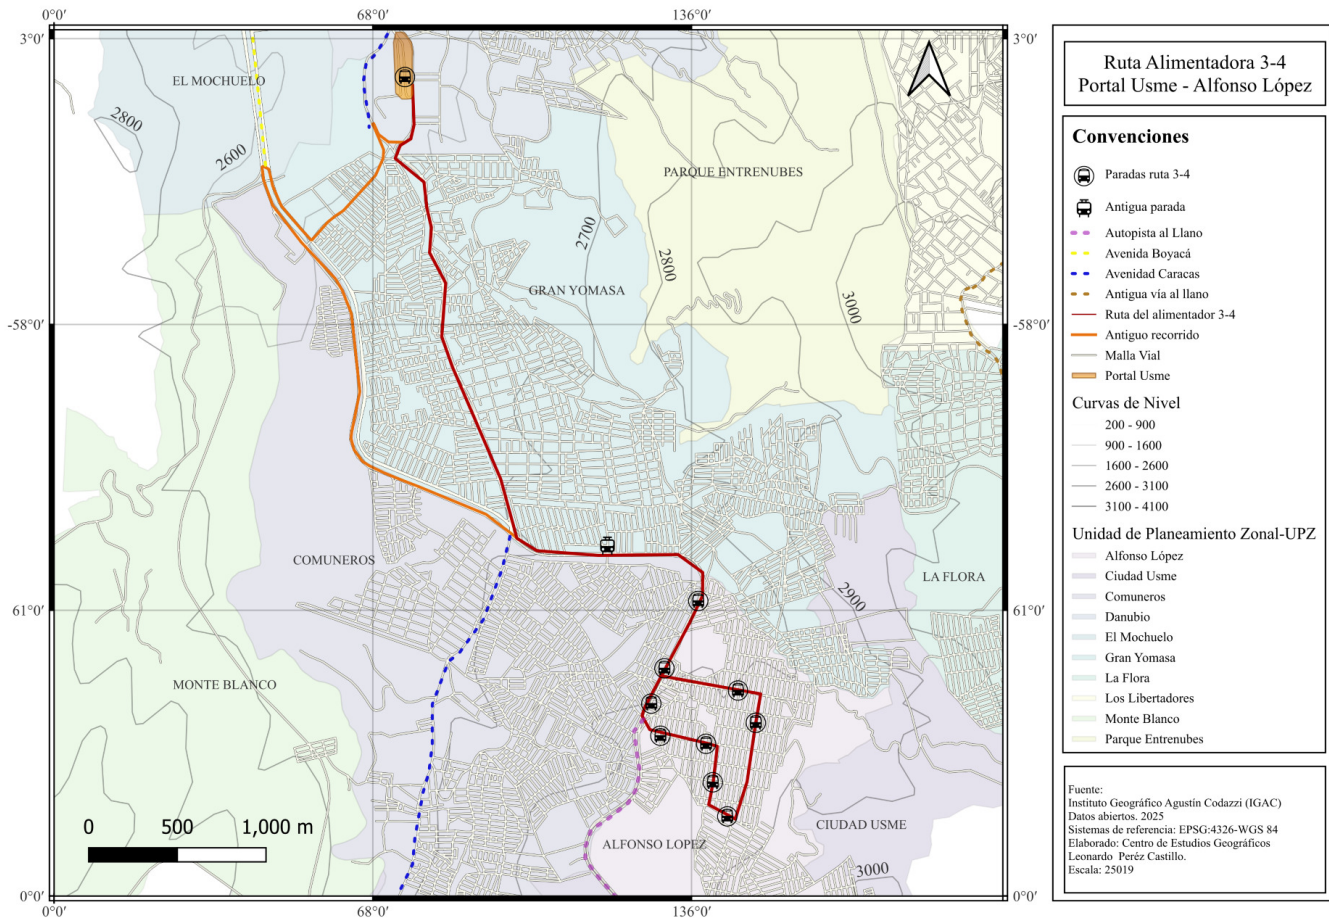 0°0′ 68°0′ 136°0′
3°0′ 3°0′
EL MOCHUELO
2800
2600
PARQUE ENTRENUBES
2700
2800
3000
GRAN YOMASA
-58°0′ -58°0′
COMUNEROS
LA FLORA
2900
61°0′ 61°0′
MONTE BLANCO
CIUDAD USME
ALFONSO LOPEZ
3000
0 500 1,000 m
0°0′ 0°0′
0°0′ 68°0′ 136°0′
Ruta Alimentadora 3-4
Portal Usme - Alfonso López
Convenciones
Paradas ruta 3-4
Antigua parada
Autopista al Llano
Avenida Boyacá
Avenidad Caracas
Antigua vía al llano
Ruta del alimentador 3-4
Antiguo recorrido
Malla Vial
Portal Usme
Curvas de Nivel
200 - 900
900 - 1600
1600 - 2600
2600 - 3100
3100 - 4100
Unidad de Planeamiento Zonal-UPZ
Alfonso López
Ciudad Usme
Comuneros
Danubio
El Mochuelo
Gran Yomasa
La Flora
Los Libertadores
Monte Blanco
Parque Entrenubes
Fuente:
Instituto Geográfico Agustín Codazzi (IGAC)
Datos abiertos. 2025
Sistemas de referencia: EPSG:4326-WGS 84
Elaborado: Centro de Estudios Geográficos
Leonardo Peréz Castillo.
Escala: 25019